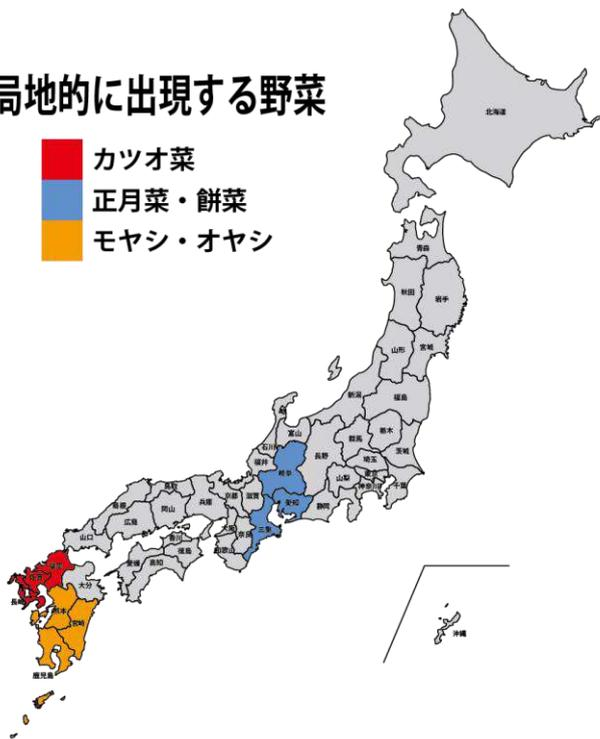 局地的に出現する野菜
カツオ菜
正月菜・餅菜
モヤシ・オヤシ
北海道
青森
秋田
岩手
山形
宮城
新潟
福島
富山
石川
群馬
栃木
茨城
福井
岐阜
長野
埼玉
東京
山梨
神奈川
千葉
愛知
静岡
鳥取
島根
岡山
兵庫
京都
滋賀
広島
大阪
奈良
三重
山口
香川
徳島
和歌山
愛媛
高知
福岡
佐賀
大分
長崎
熊本
宮崎
鹿児島
沖縄